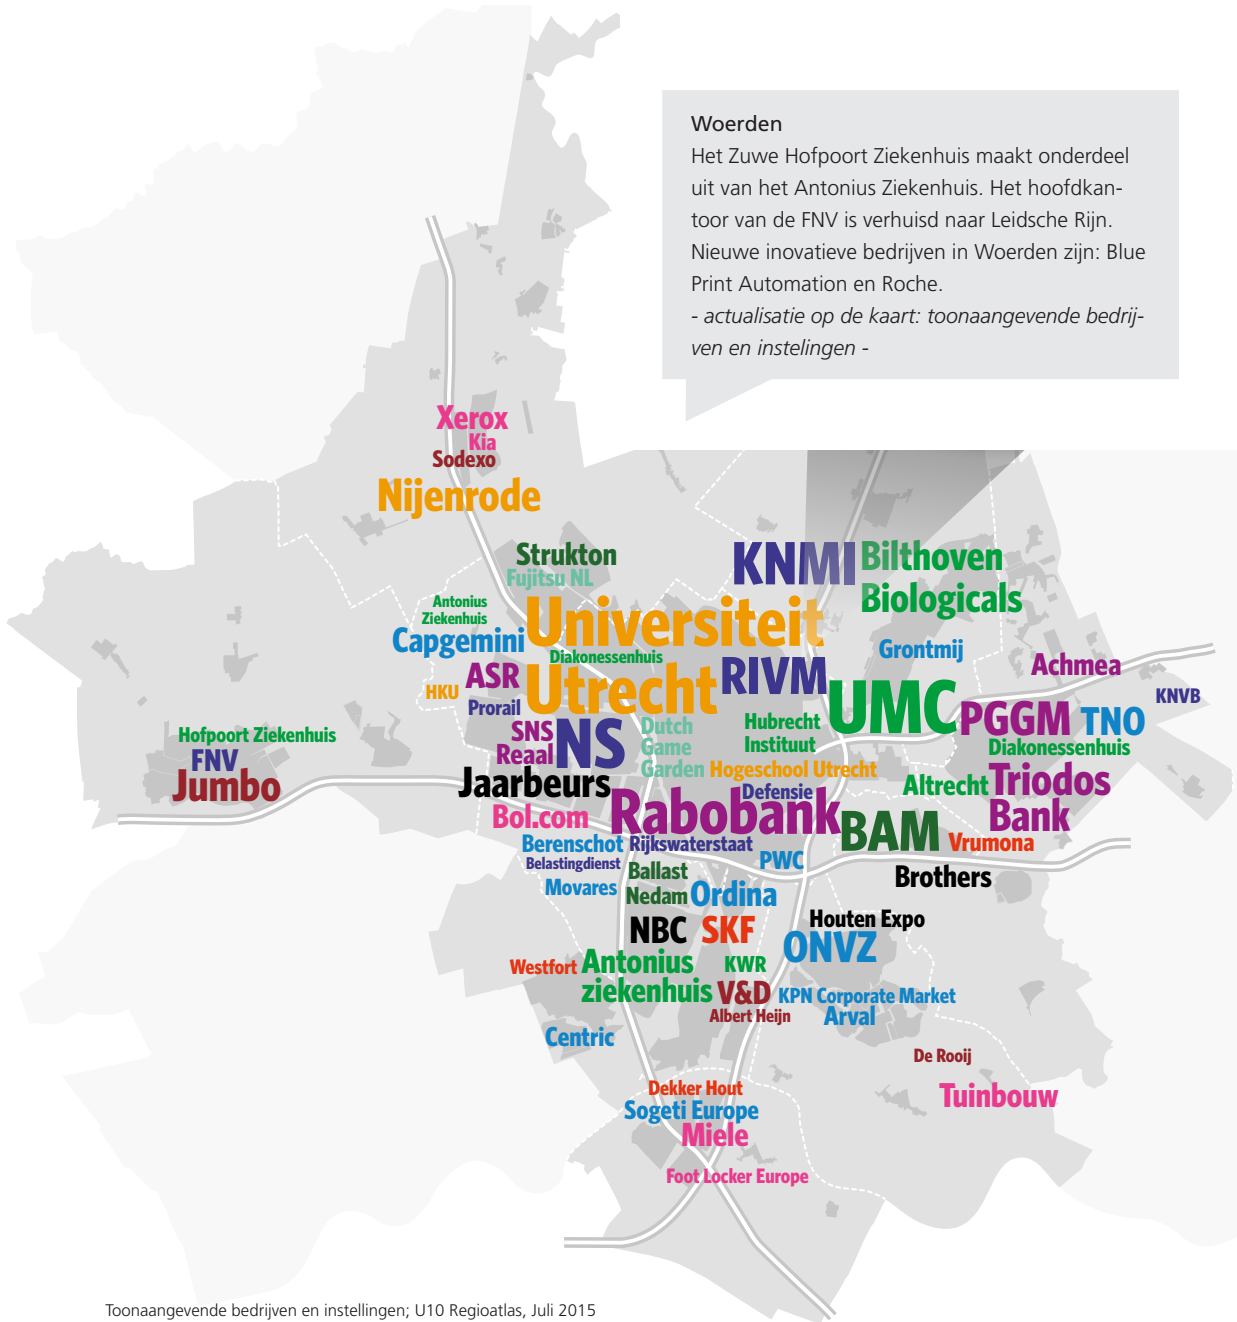 Woerden
Het Zuwe Hofpoort Ziekenhuis maakt onderdeel
uit van het Antonius Ziekenhuis. Het hoofdkan-
toor van de FNV is verhuisd naar Leidsche Rijn.
Nieuwe inovatieve bedrijven in Woerden zijn: Blue
Print Automation en Roche.
- actualisatie op de kaart: toonaangevende bedrij-
ven en instelingen -
Xerox
Kia
Sodexo
Nijenrode
Strukton
Fujitsu NL
KNMI
Bilthoven
Biologicals
Antonius
Ziekenhuis
Capgemini
Universiteit
Utrecht
Diakonessenhuis
Grontmij
Achmea
ASR
HKU
Prorail
RIVM
UMC
KNVB
PGGM
TNO
SNS
Reaal
NS
Dutch
Game
Garden
Hubrecht
Instituut
Diakonessenhuis
Hofpoort Ziekenhuis
FNV
Jumbo
Jaarbeurs
Hogeschool Utrecht
Defensie
Altrecht
Triodos
Bank
Bol.com
Rabobank
BAM
Vrumona
Berenschot
Rijkswaterstaat
Belastingdienst
PWC
Brothers
Movares
Ballast
Nedam
Ordina
Houten Expo
NBC
SKF
ONVZ
Westfort
Antonius
ziekenhuis
KWR
V&D
KPN Corporate Market
Albert Heijn
Arval
Centric
De Rooij
Dekker Hout
Tuinbouw
Sogeti Europe
Miele
Foot Locker Europe
Toonaangevende bedrijven en instellingen; U10 Regioatlas, Juli 2015